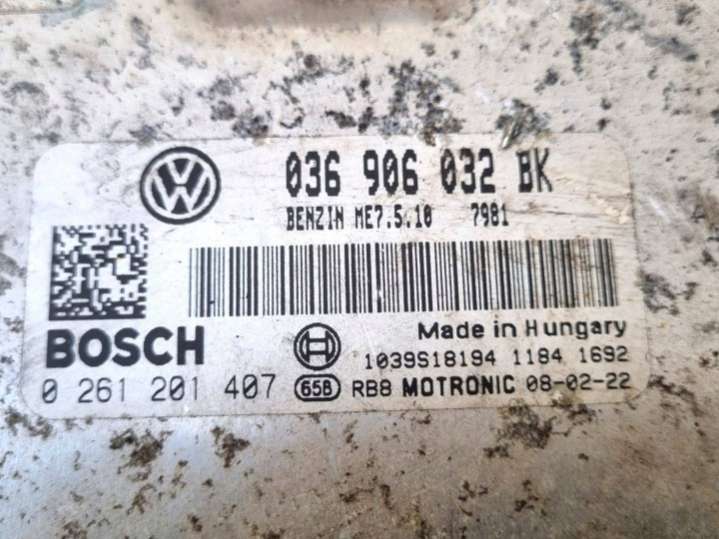 036 906 032 BK
BENZIN ME7.5.10 7981
BOSCH
Made in Hungary
1039S18194 1184 1692
0 261 201 407 65B RB8 MOTRONIC 08-02-22